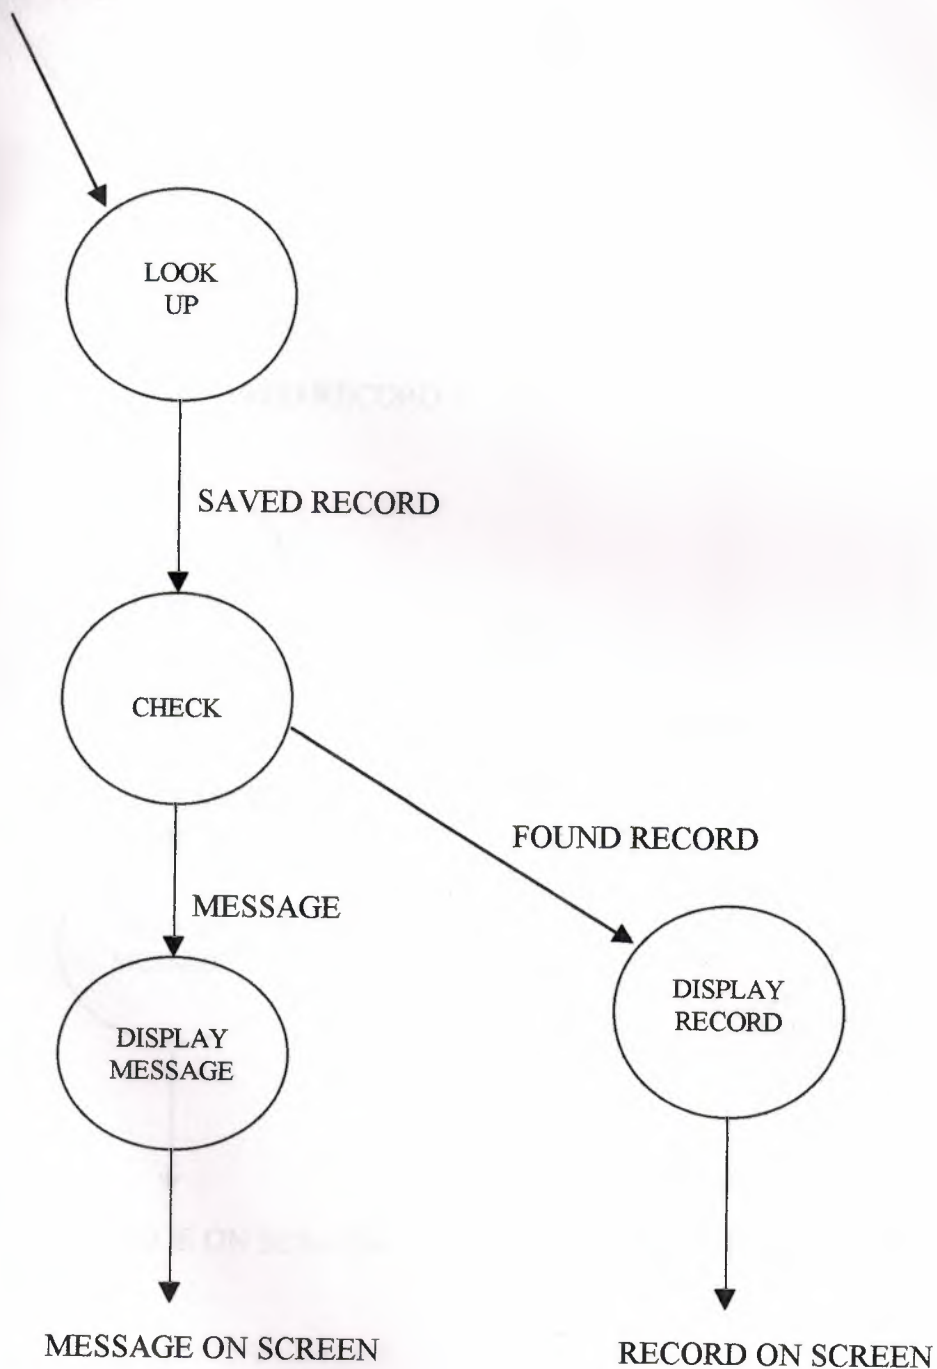 LOOK
UP
SAVED RECORD
CHECK
FOUND RECORD
MESSAGE
DISPLAY
RECORD
DISPLAY
MESSAGE
MESSAGE ON SCREEN
RECORD ON SCREEN